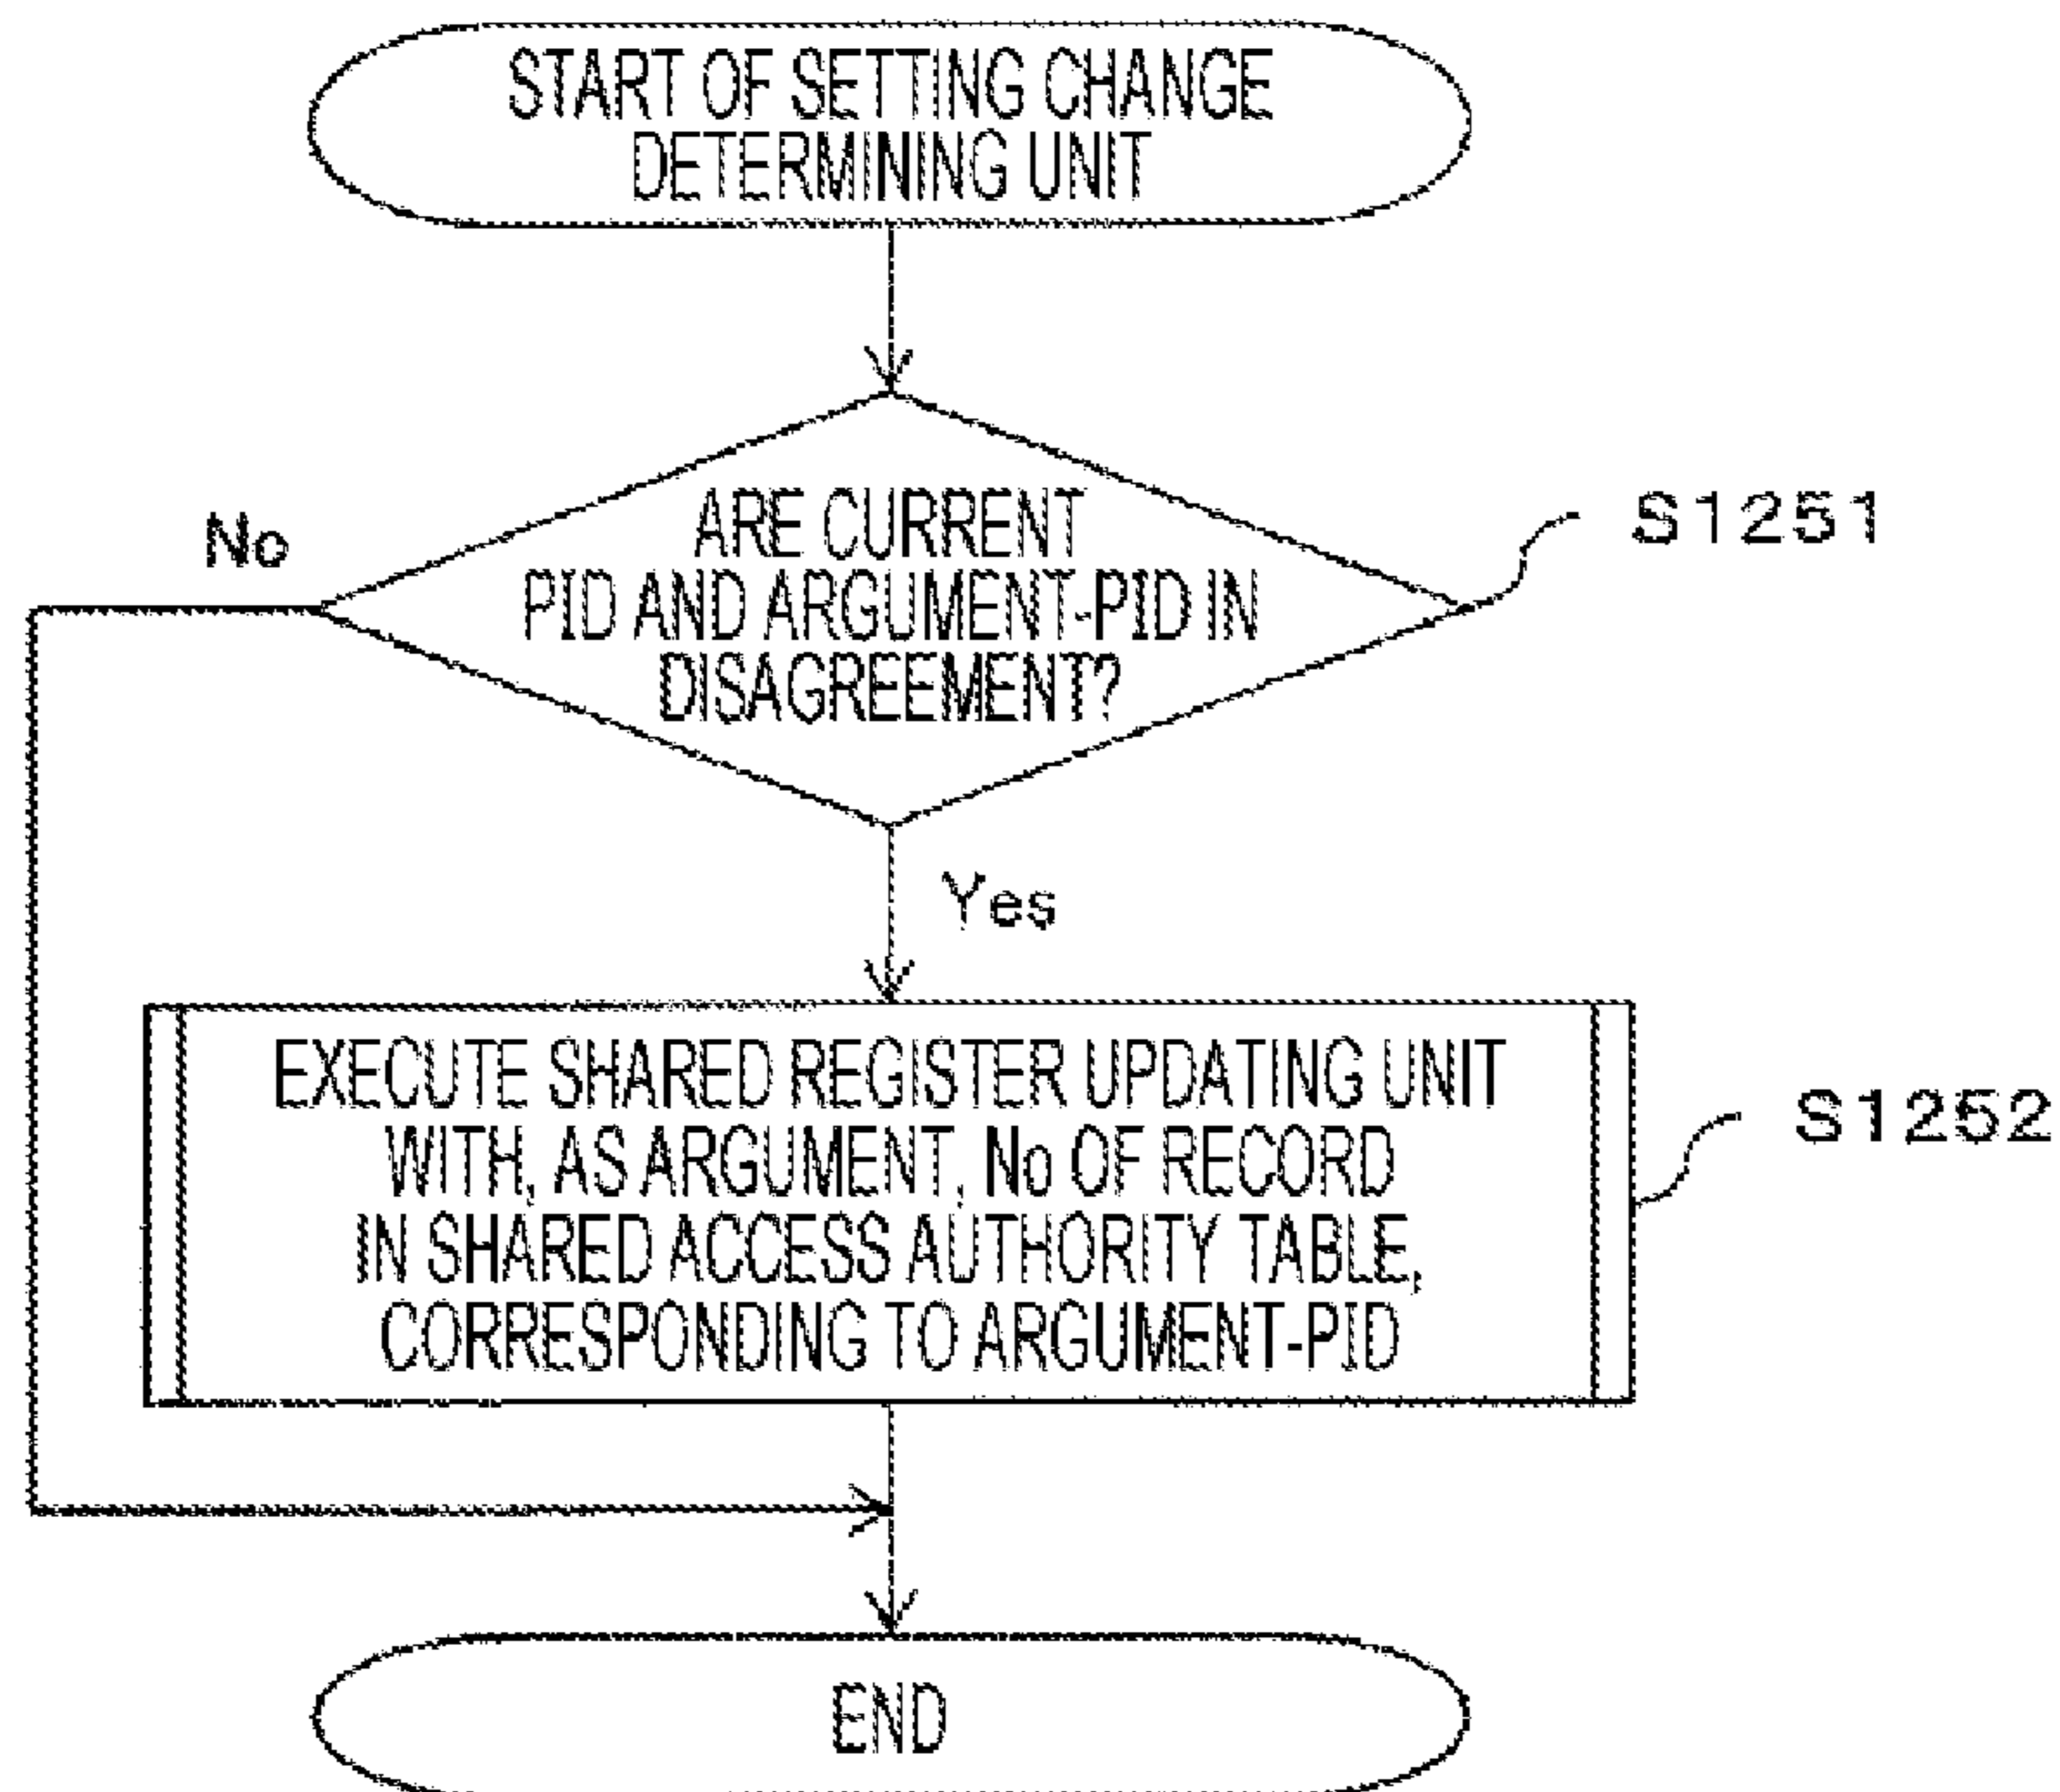 START OF SETTING CHANGE
DETERMINING UNIT
ARE CURRENT
PID AND ARGUMENT-PID IN
DISAGREEMENT?
S1251
No
Yes
EXECUTE SHARED REGISTER UPDATING UNIT
WITH, AS ARGUMENT, No OF RECORD
IN SHARED ACCESS AUTHORITY TABLE,
CORRESPONDING TO ARGUMENT-PID
S1252
END